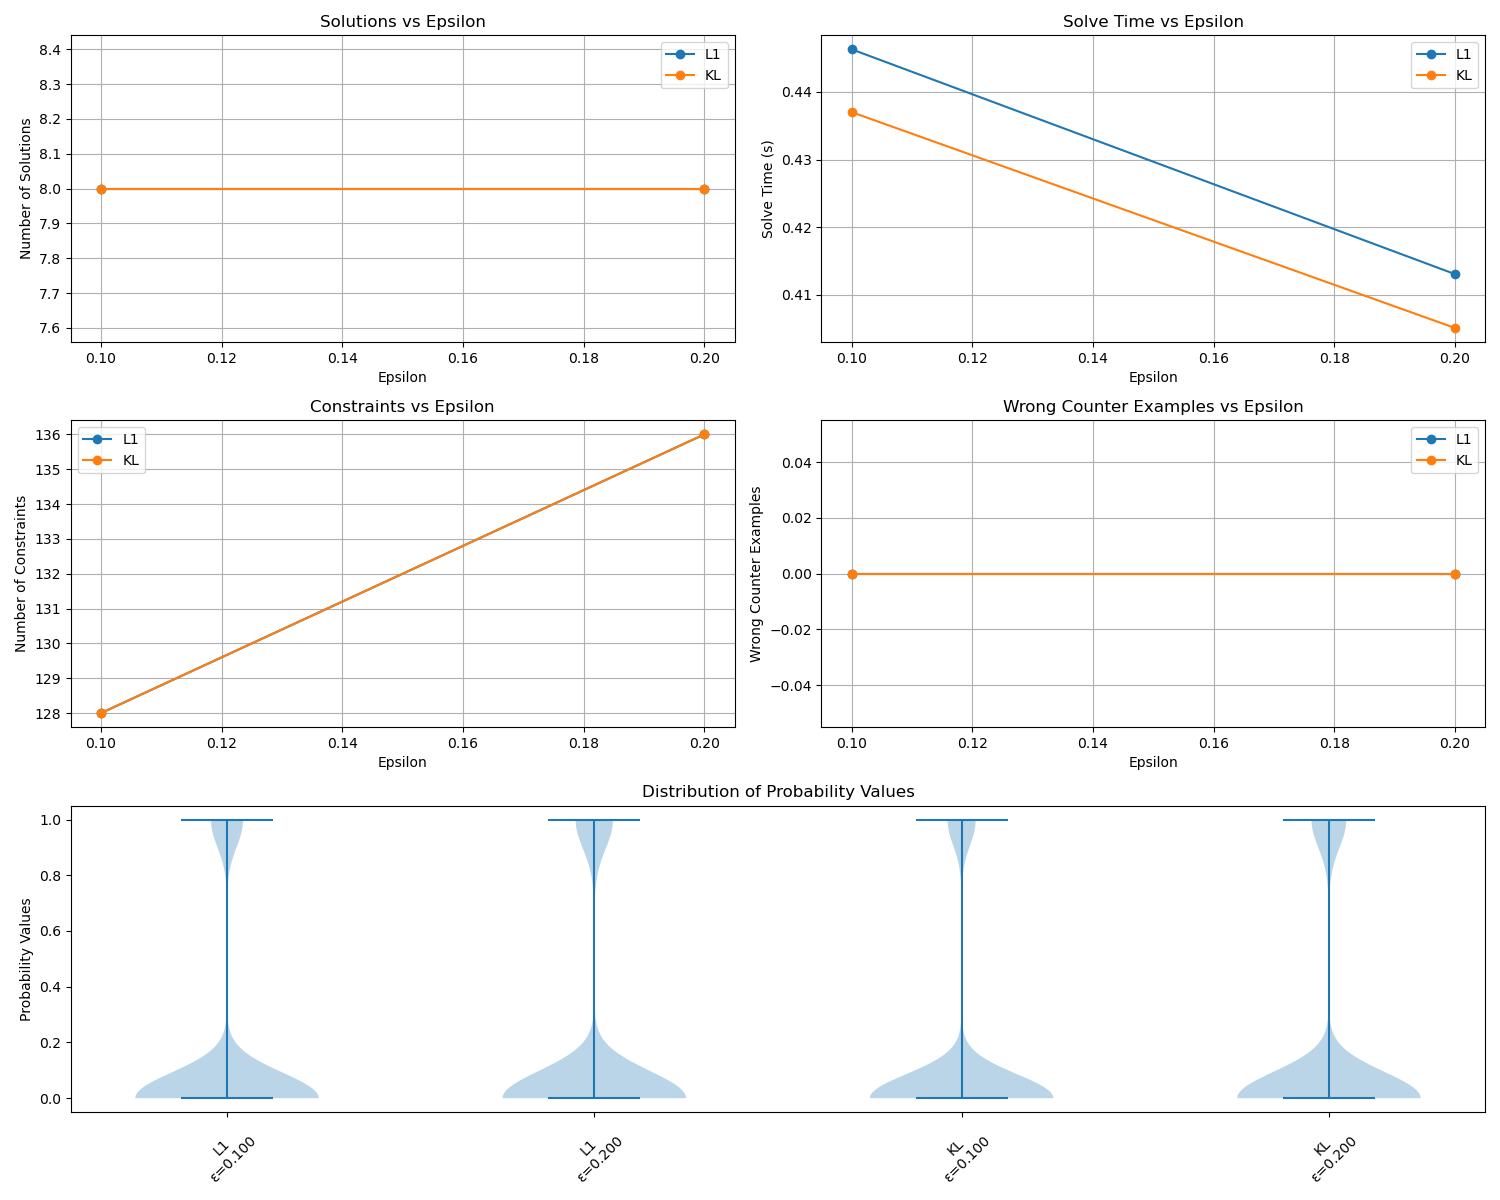 Solutions vs Epsilon
8.4
8.3
8.2
8.1
8.0
7.9
7.8
7.7
7.6
Number of Solutions
L1
KL
0.10 0.12 0.14 0.16 0.18 0.20
Epsilon
Solve Time vs Epsilon
0.44
0.43
0.42
0.41
Solve Time (s)
L1
KL
0.10 0.12 0.14 0.16 0.18 0.20
Epsilon
Constraints vs Epsilon
136
135
134
133
132
131
130
129
128
Number of Constraints
L1
KL
0.10 0.12 0.14 0.16 0.18 0.20
Epsilon
Wrong Counter Examples vs Epsilon
0.04
0.02
0.00
−0.02
−0.04
Wrong Counter Examples
L1
KL
0.10 0.12 0.14 0.16 0.18 0.20
Epsilon
Distribution of Probability Values
1.0
0.8
0.6
0.4
0.2
0.0
Probability Values
L1
ε=0.100
L1
ε=0.200
KL
ε=0.100
KL
ε=0.200